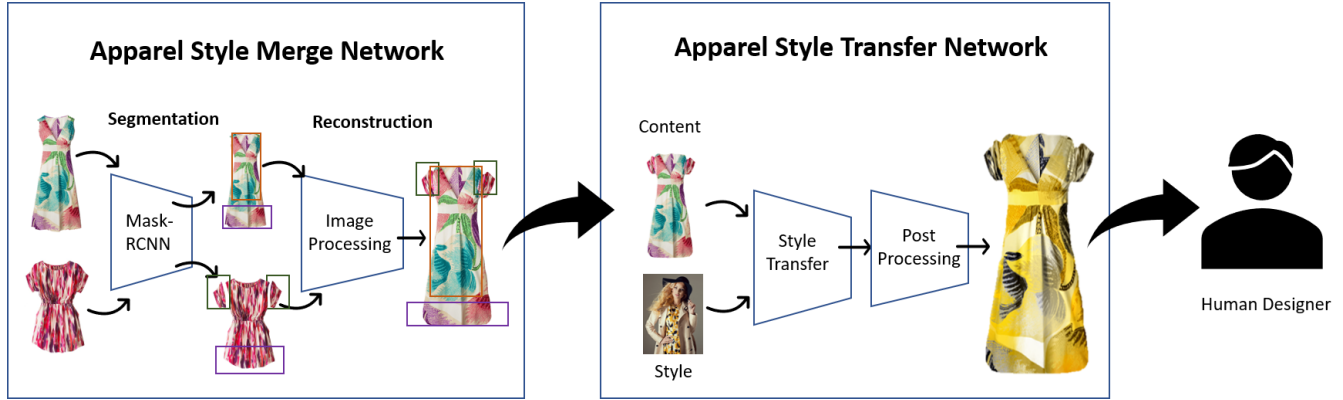 Apparel Style Merge Network
Segmentation
Reconstruction
Mask-
RCNN
Image
Processing
Apparel Style Transfer Network
Content
Style
Style
Transfer
Post
Processing
Human Designer